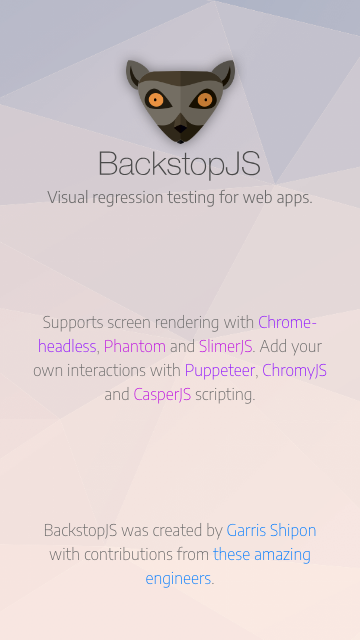 BackstopJS
Visual regression testing for web apps.
Supports screen rendering with Chrome-
headless, Phantom and SlimerJS. Add your
own interactions with Puppeteer, ChromyJS
and CasperJS scripting.
BackstopJS was created by Garris Shipon
with contributions from these amazing
engineers.